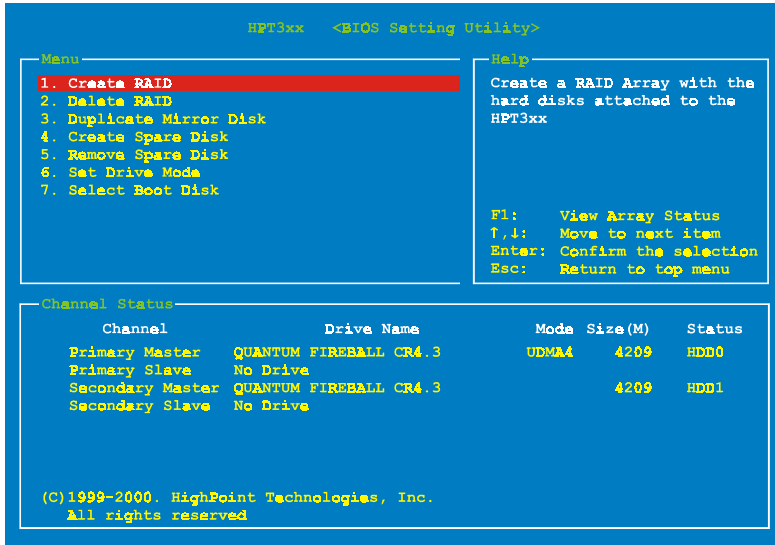 HPT3xx <BIOS Setting Utility>
Menu
1. Create RAID
2. Delete RAID
3. Duplicate Mirror Disk
4. Create Spare Disk
5. Remove Spare Disk
6. Set Drive Mode
7. Select Boot Disk
Help
Create a RAID Array with the
hard disks attached to the
HPT3xx
F1: View Array Status
↑,↓: Move to next item
Enter: Confirm the selection
Esc: Return to top menu
Channel Status
Channel Drive Name Mode Size(M) Status
Primary Master QUANTUM FIREBALL CR4.3 UDMA4 4209 HDD0
Primary Slave No Drive
Secondary Master QUANTUM FIREBALL CR4.3 4209 HDD1
Secondary Slave No Drive
(C)1999-2000. HighPoint Technologies, Inc.
All rights reserved